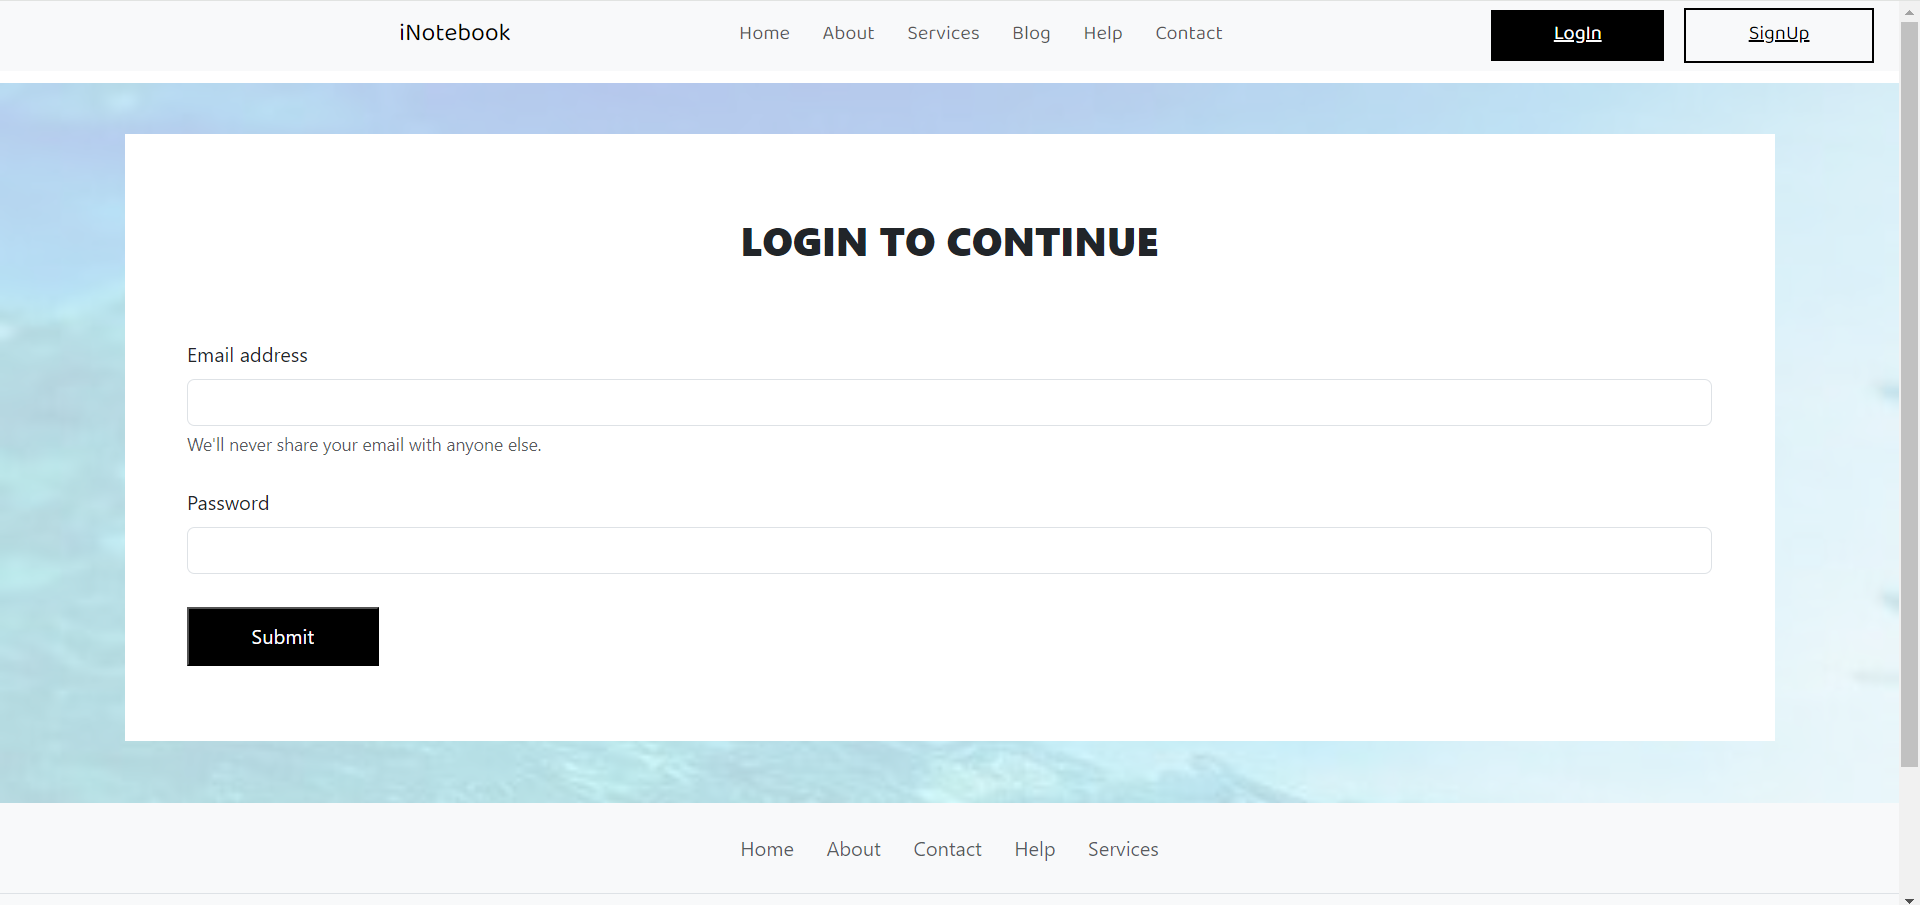 iNotebook Home About Services Blog Help Contact LogIn SignUp
LOGIN TO CONTINUE
Email address
We'll never share your email with anyone else.
Password
Submit
Home About Contact Help Services